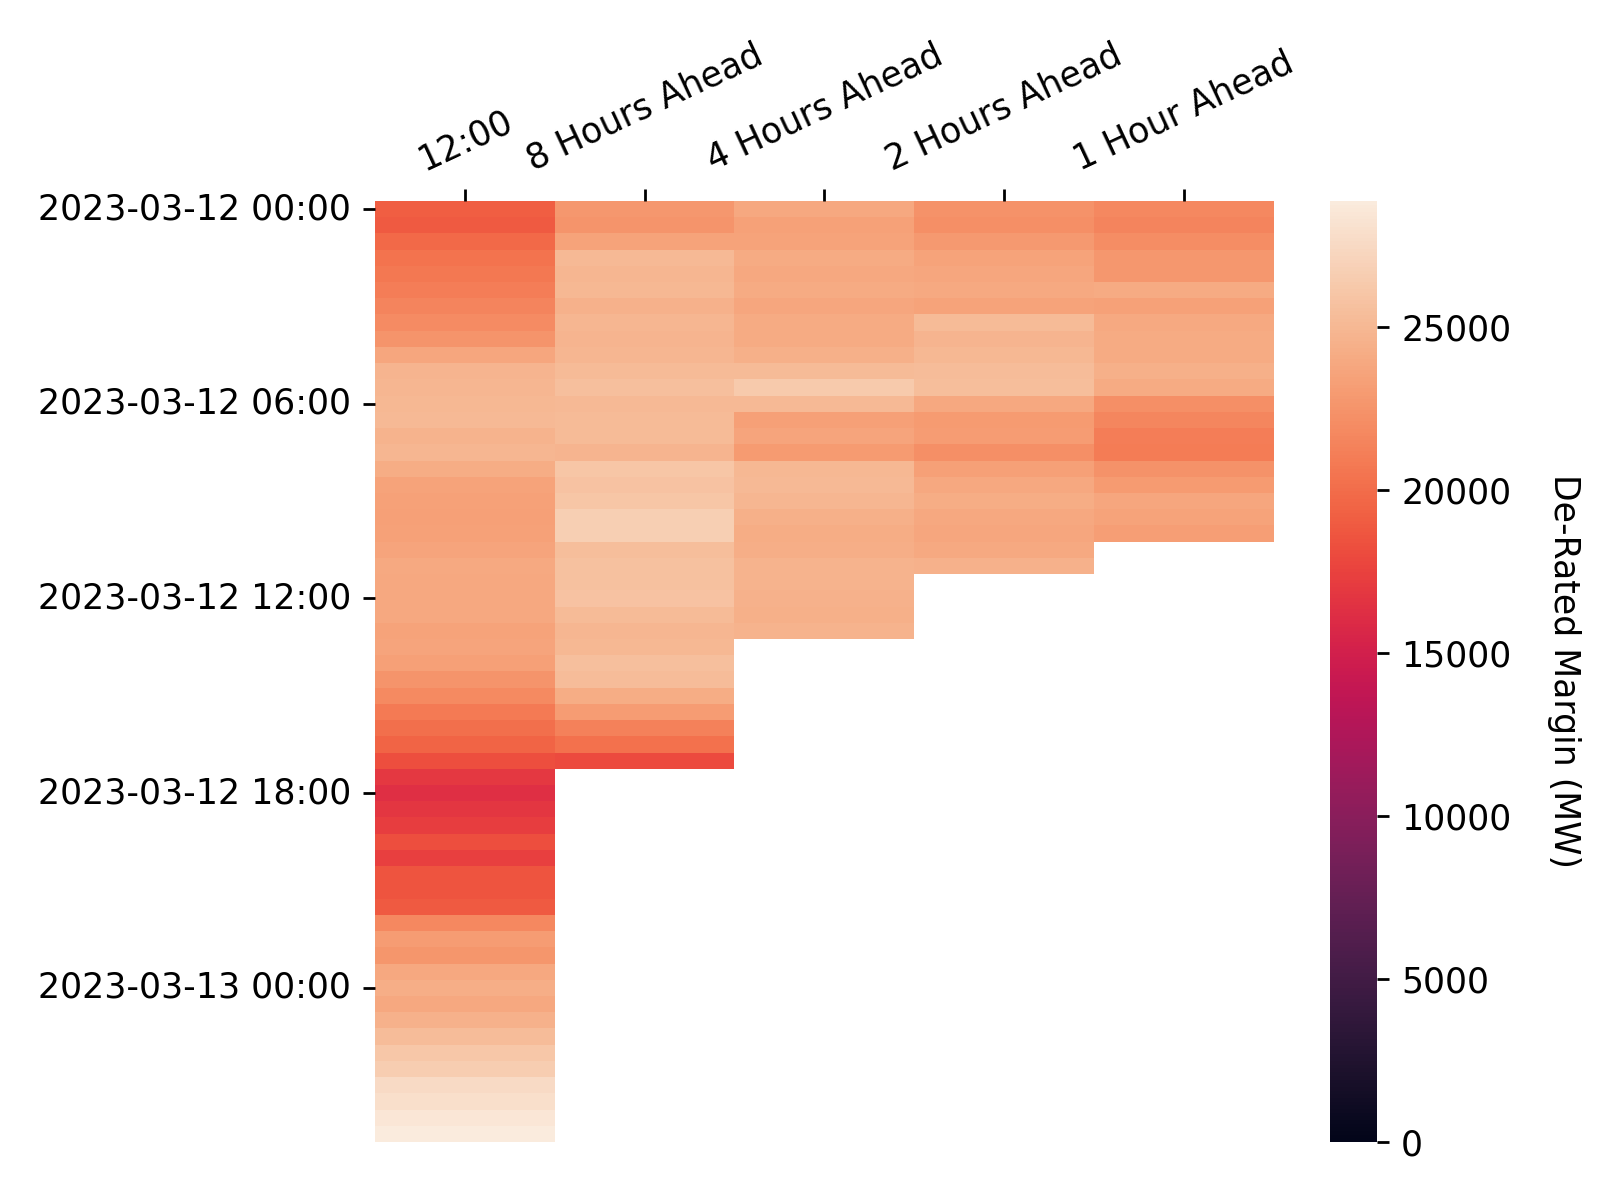 12:00
8 Hours Ahead
4 Hours Ahead
2 Hours Ahead
1 Hour Ahead
2023-03-12 00:00
2023-03-12 06:00
2023-03-12 12:00
2023-03-12 18:00
2023-03-13 00:00
25000
20000
15000
10000
5000
0
De-Rated Margin (MW)